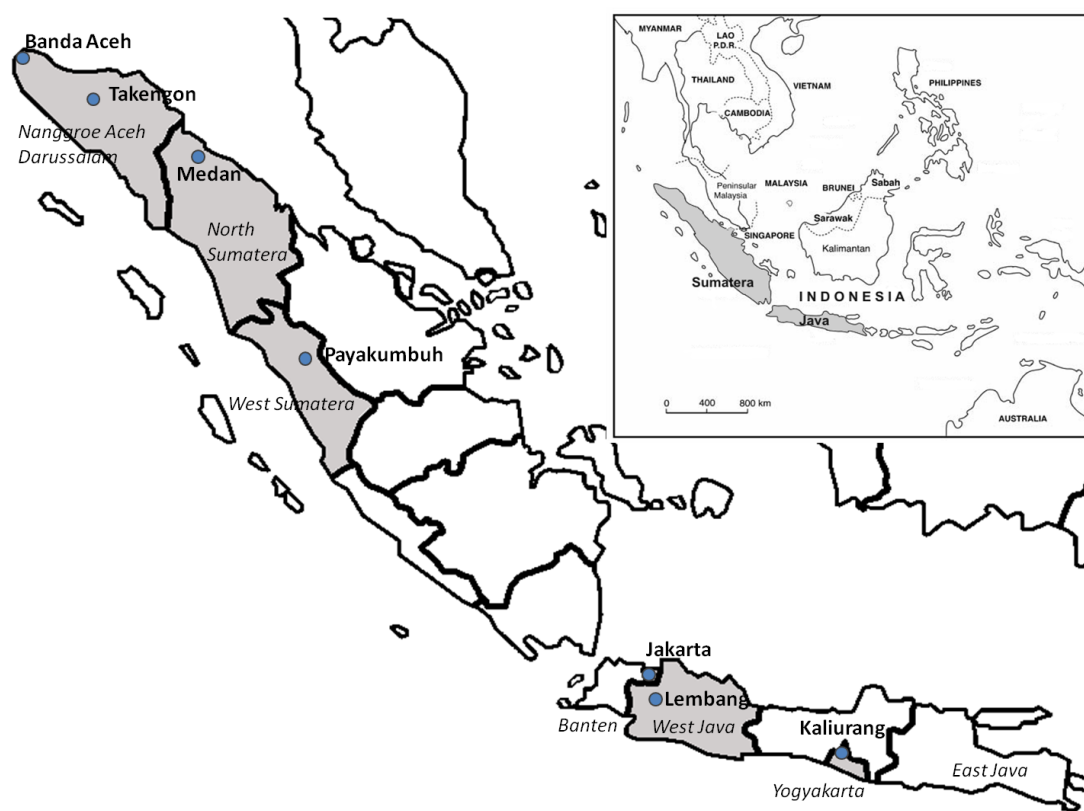 Banda Aceh
Takengon
Nanggroe Aceh
Darussalam
Medan
North
Sumatera
Payakumbuh
West Sumatera
Jakarta
Lembang
Banten
West Java
Kaliurang
Yogyakarta
East Java
MYANMAR
LAO
P.D.R.
THAILAND
VIETNAM
CAMBODIA
PHILIPPINES
Peninsular
Malaysia
MALAYSIA
BRUNEI
Sabah
Sarawak
SINGAPORE
Kalimantan
Sumatera
INDONESIA
Java
0 400 800 km
AUSTRALIA